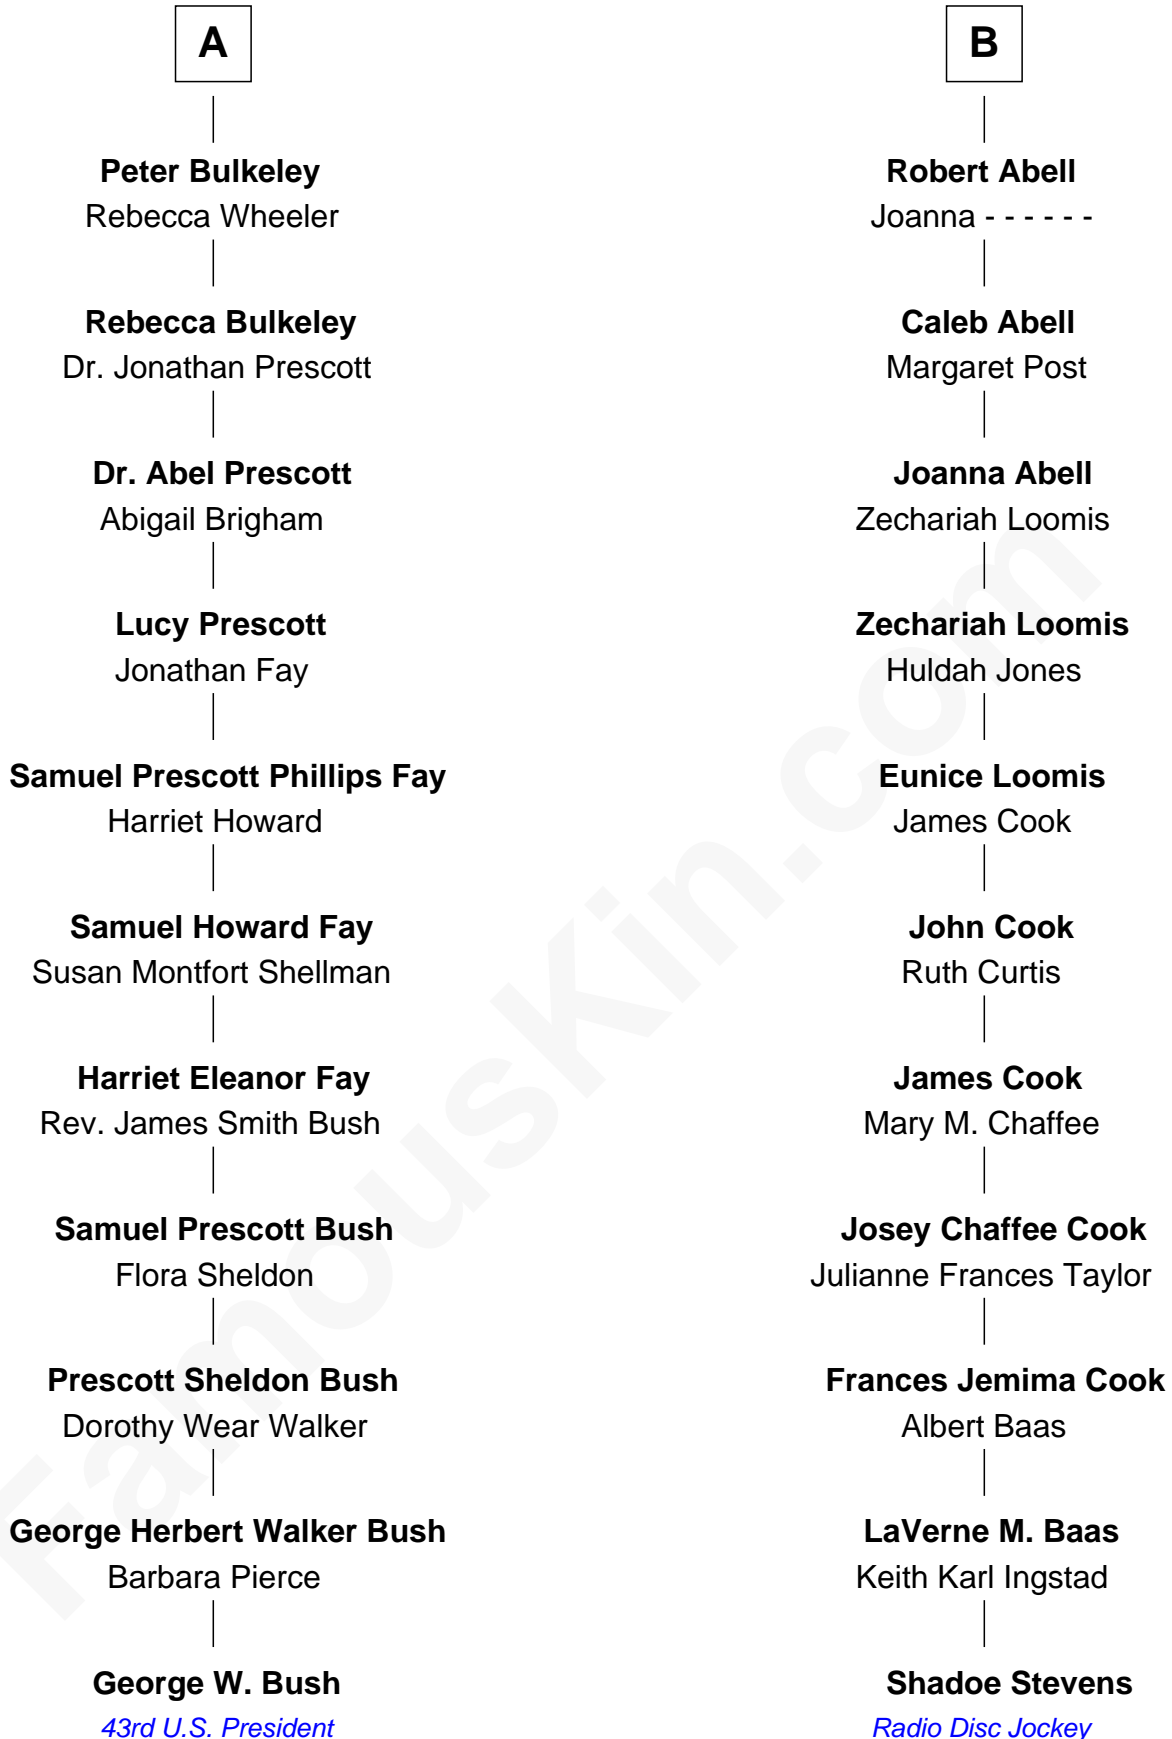 A
Peter Bulkeley
Rebecca Wheeler
Rebecca Bulkeley
Dr. Jonathan Prescott
Dr. Abel Prescott
Abigail Brigham
Lucy Prescott
Jonathan Fay
Samuel Prescott Phillips Fay
Harriet Howard
Samuel Howard Fay
Susan Montfort Shellman
Harriet Eleanor Fay
Rev. James Smith Bush
Samuel Prescott Bush
Flora Sheldon
Prescott Sheldon Bush
Dorothy Wear Walker
George Herbert Walker Bush
Barbara Pierce
George W. Bush
43rd U.S. President
B
Robert Abell
Joanna - - - - - -
Caleb Abell
Margaret Post
Joanna Abell
Zechariah Loomis
Zechariah Loomis
Huldah Jones
Eunice Loomis
James Cook
John Cook
Ruth Curtis
James Cook
Mary M. Chaffee
Josey Chaffee Cook
Julianne Frances Taylor
Frances Jemima Cook
Albert Baas
LaVerne M. Baas
Keith Karl Ingstad
Shadoe Stevens
Radio Disc Jockey
FamousKin.com